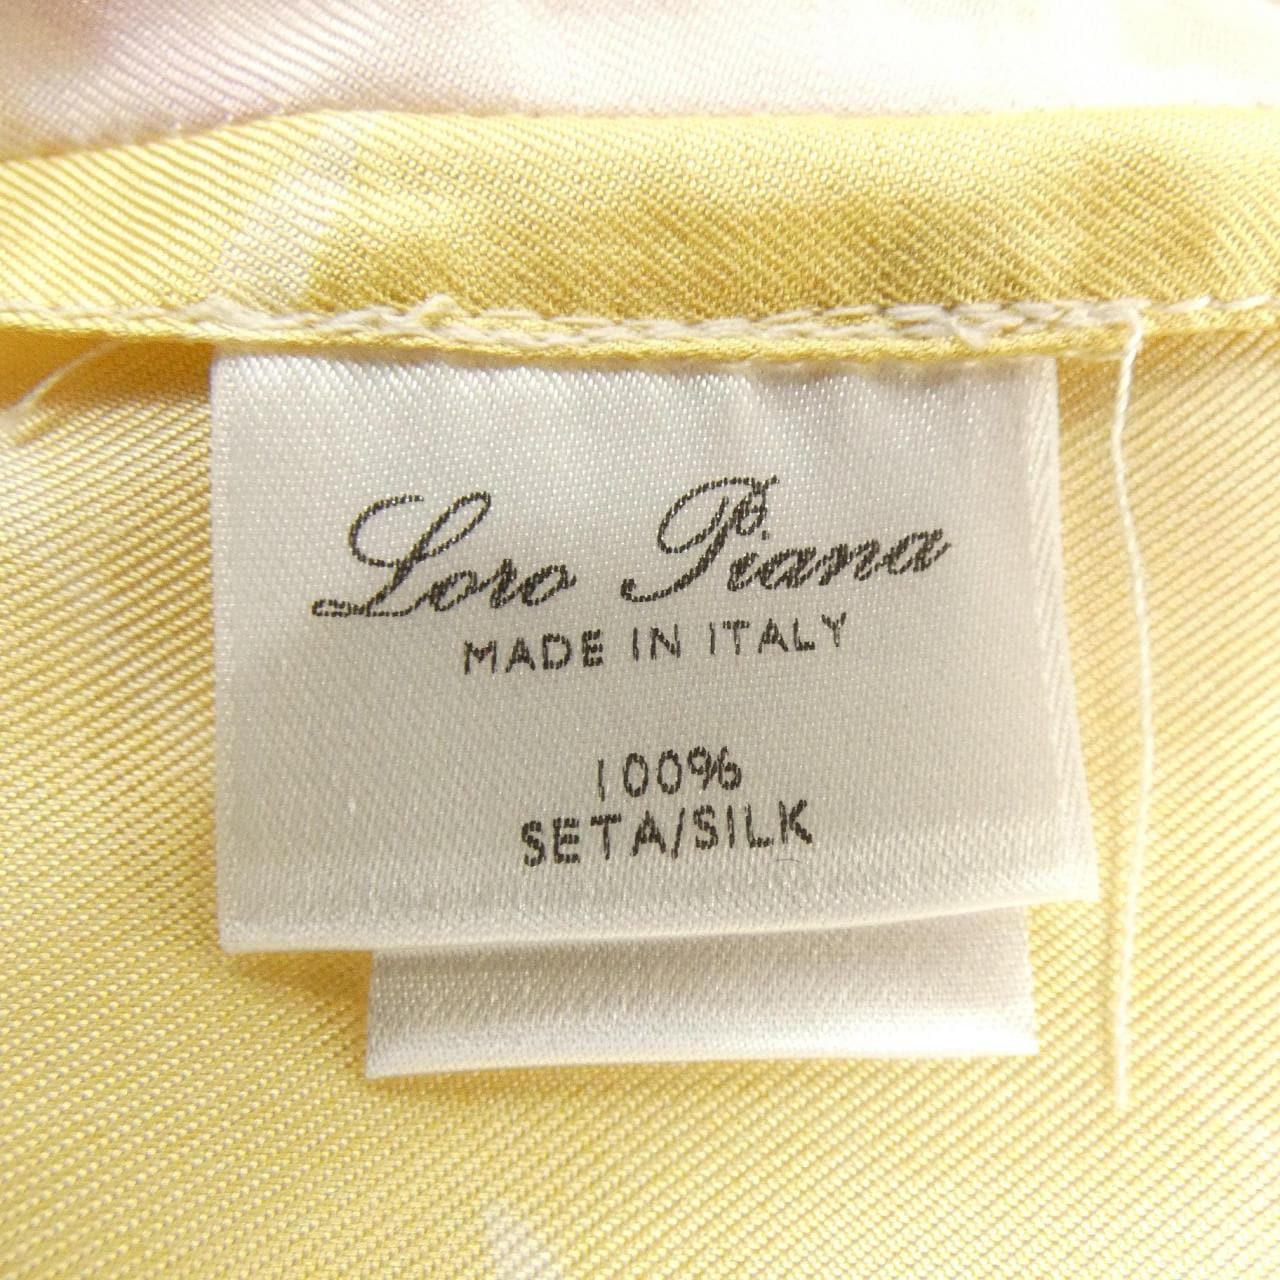 Loro Piana
MADE IN ITALY
100%
SETA/SILK